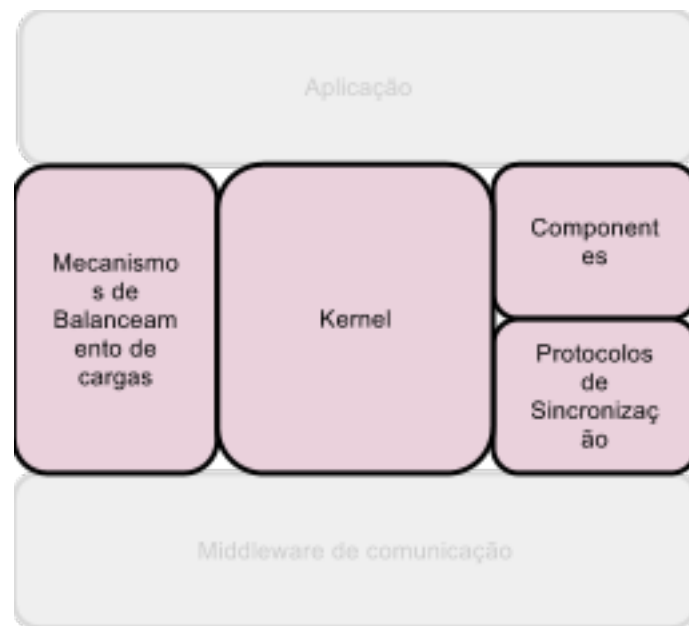 Aplicação
Mecanismo
s de
Balanceam
ento de
cargas
Kernel
Component
es
Protocolos
de
Sincronizaç
ão
Middleware de comunicação